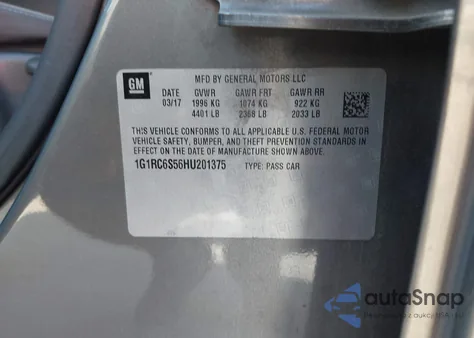 GM
MFD BY GENERAL MOTORS LLC
DATE GVWR GAWR FRT GAWR RR
03/17 1996 KG 1074 KG 922 KG
4401 LB 2368 LB 2033 LB
THIS VEHICLE CONFORMS TO ALL APPLICABLE U.S. FEDERAL MOTOR
VEHICLE SAFETY, BUMPER, AND THEFT PREVENTION STANDARDS IN
EFFECT ON THE DATE OF MANUFACTURE SHOWN ABOVE.
1G1RC6S56HU201375 TYPE: PASS CAR
autoSnap